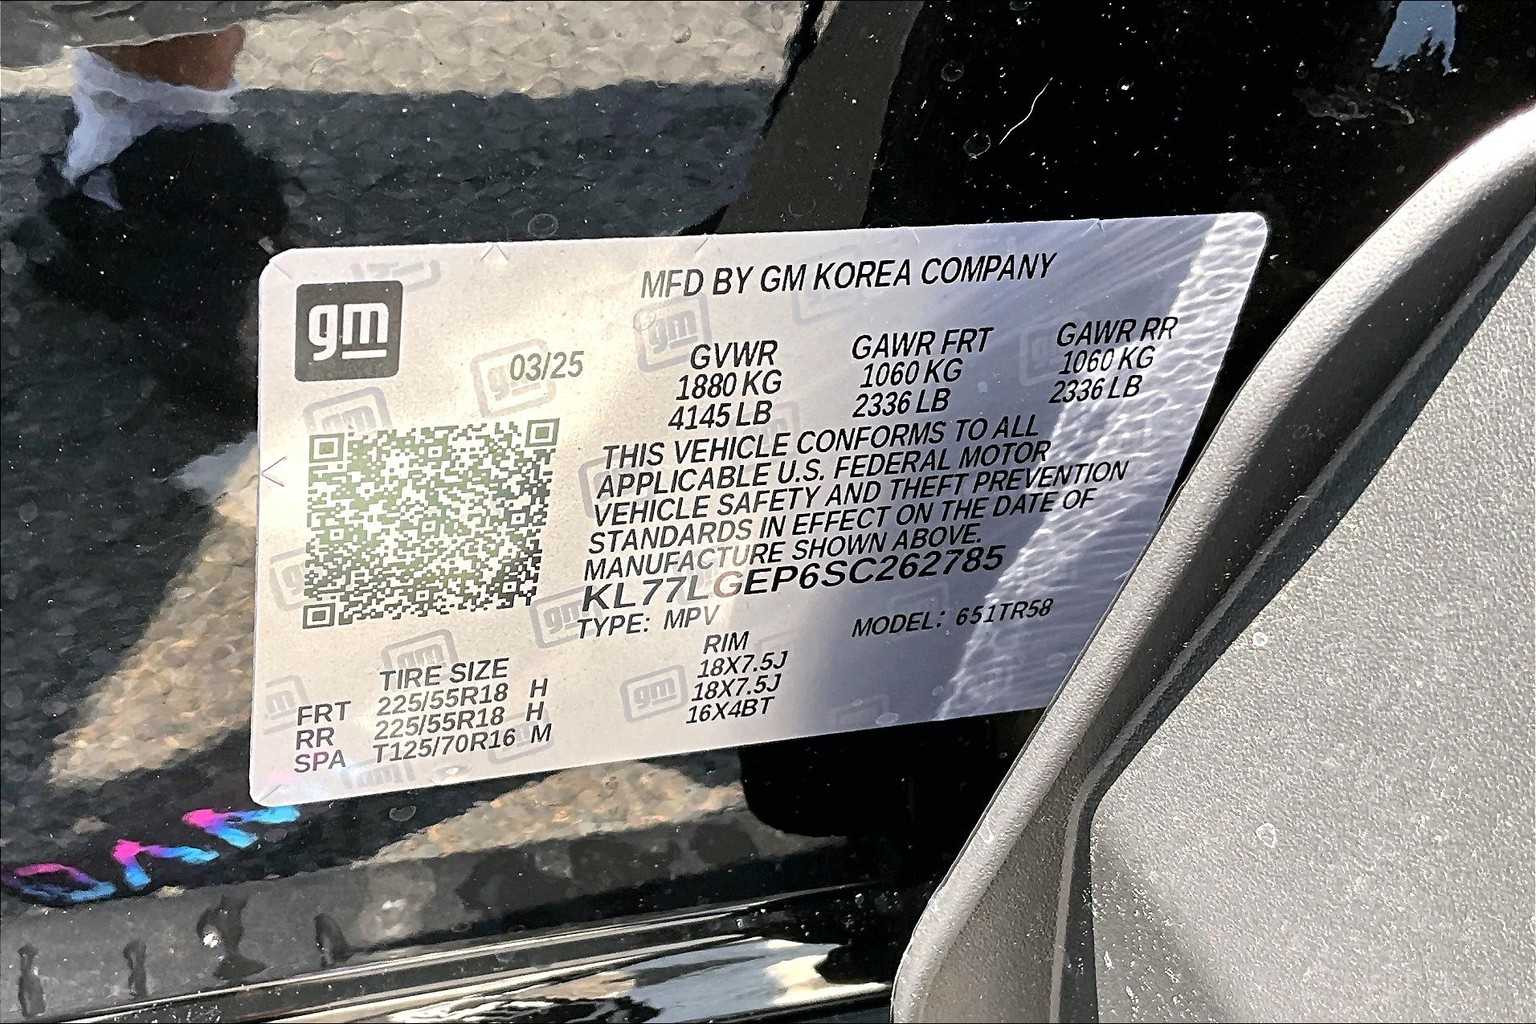 gm
MFD BY GM KOREA COMPANY
03/25
GVWR GAWR FRT GAWR RR
1880 KG 1060 KG 1060 KG
4145 LB 2336 LB 2336 LB
THIS VEHICLE CONFORMS TO ALL
APPLICABLE U.S. FEDERAL MOTOR
VEHICLE SAFETY AND THEFT PREVENTION
STANDARDS IN EFFECT ON THE DATE OF
MANUFACTURE SHOWN ABOVE.
KL77LGEP6SC262785
TYPE: MPV MODEL: 651TR58
TIRE SIZE RIM
FRT 225/55R18 H 18X7.5J
RR 225/55R18 H 18X7.5J
SPA T125/70R16 M 16X4BT